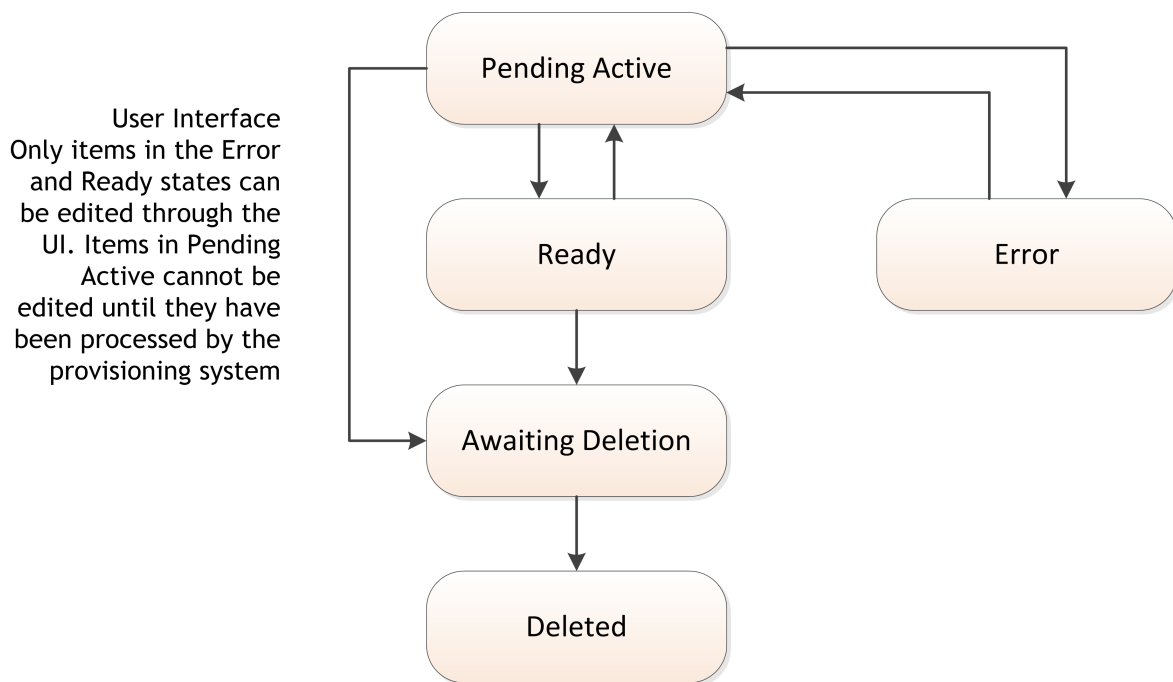 Pending Active
User Interface
Only items in the Error
and Ready states can
be edited through the
UI. Items in Pending
Active cannot be
edited until they have
been processed by the
provisioning system
Ready
Error
Awaiting Deletion
Deleted